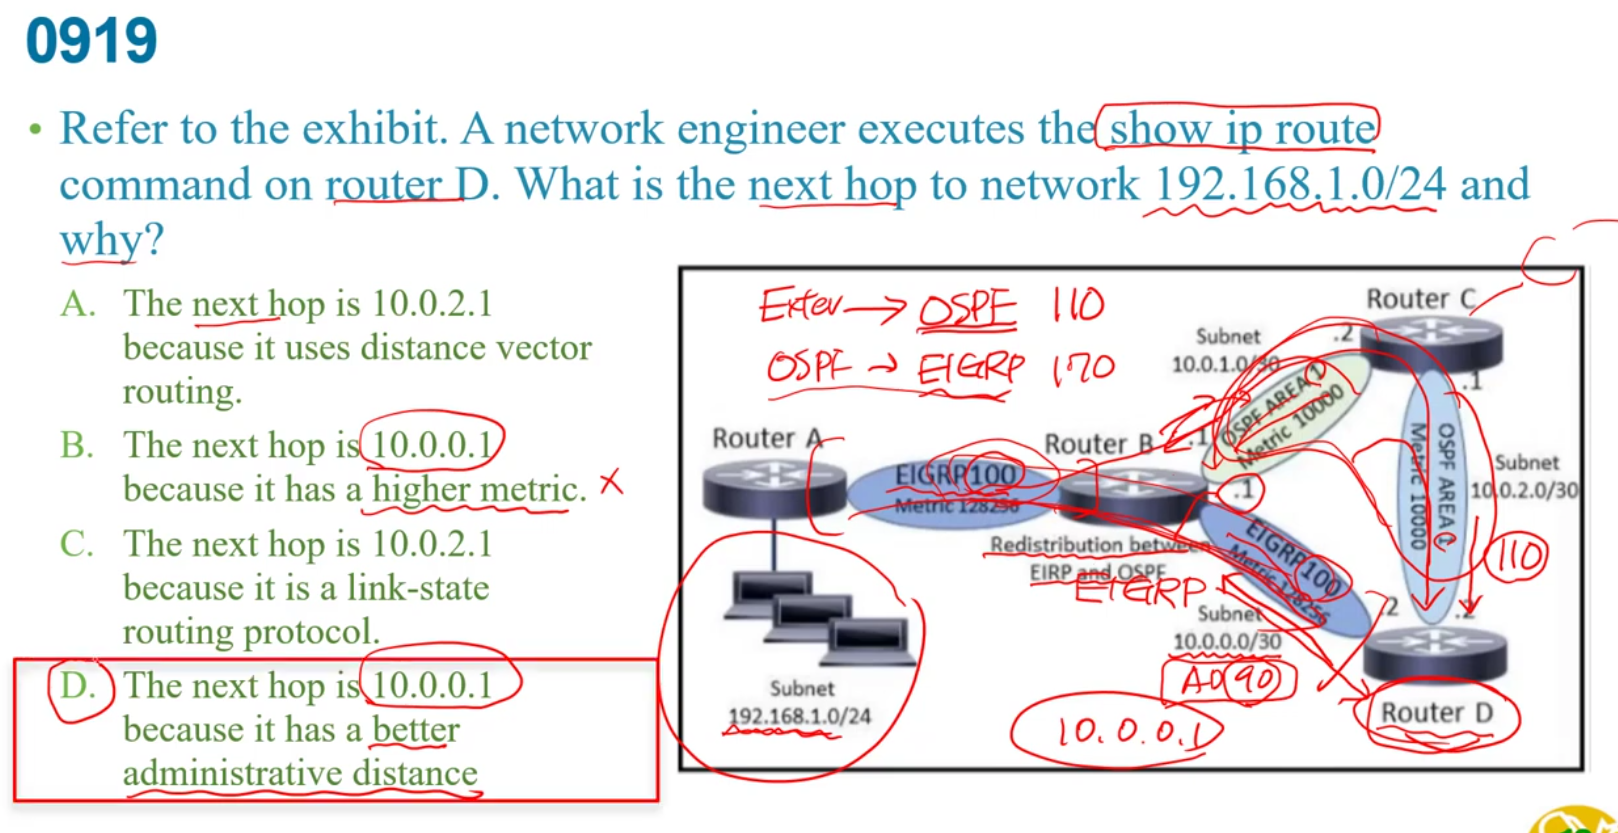 0919
• Refer to the exhibit. A network engineer executes the show ip route
command on router D. What is the next hop to network 192.168.1.0/24 and
why?
A. The next hop is 10.0.2.1
because it uses distance vector
routing.
B. The next hop is 10.0.0.1
because it has a higher metric. ×
C. The next hop is 10.0.2.1
because it is a link-state
routing protocol.
D. The next hop is 10.0.0.1
because it has a better
administrative distance
Exter → OSPF 110
OSPF → EIGRP 170
Router C
Subnet
10.0.1.0/30
.2
.1
OSPF AREA 1
Metric 10000
Router A
EIGRP100
Metric 128256
Router B
.1
.1
OSPF AREA
Metric 10000
Subnet
10.0.2.0/30
110
Redistribution between
EIRP and OSPF
EIGRP
EIGRP100
Metric 128256
Subnet
10.0.0.0/30
.2
.2
AD 90
10.0.0.1
Router D
Subnet
192.168.1.0/24